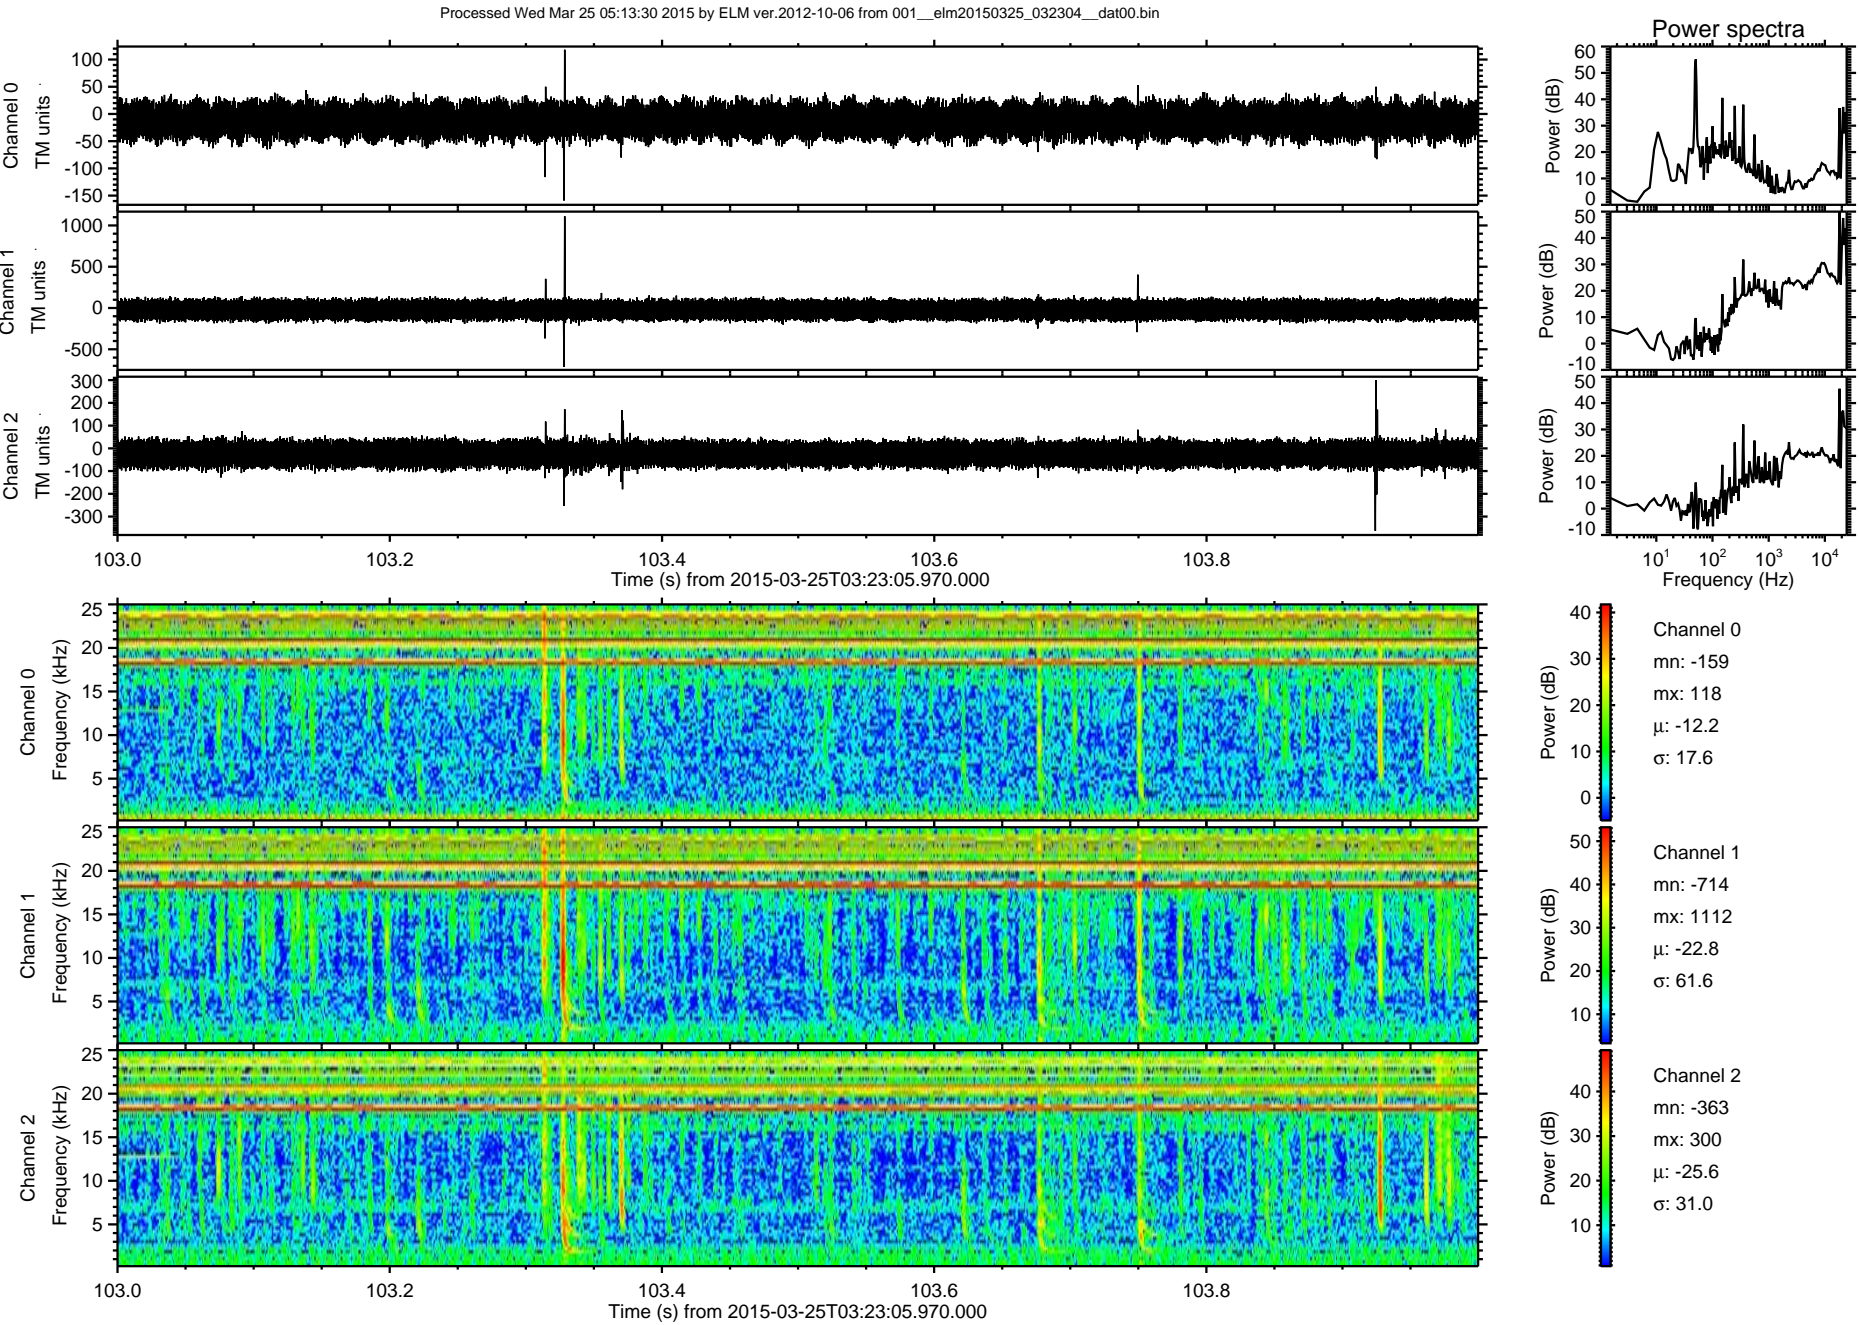 Processed Wed Mar 25 05:13:30 2015 by ELM ver.2012-10-06 from 001__elm20150325_032304__dat00.bin
Power spectra
Channel 0
TM units
100
50
0
-50
-100
-150
Power (dB)
60
50
40
30
20
10
0
Channel 1
TM units
1000
500
0
-500
Power (dB)
50
40
30
20
10
0
-10
Channel 2
TM units
300
200
100
0
-100
-200
-300
Power (dB)
50
40
30
20
10
0
-10
103.0 103.2 103.4 103.6 103.8
Time (s) from 2015-03-25T03:23:05.970.000
10¹ 10² 10³ 10⁴
Frequency (Hz)
Channel 0
Frequency (kHz)
25
20
15
10
5
Power (dB)
40
30
20
10
0
Channel 0
mn: -159
mx: 118
μ: -12.2
σ: 17.6
Channel 1
Frequency (kHz)
25
20
15
10
5
Power (dB)
50
40
30
20
10
Channel 1
mn: -714
mx: 1112
μ: -22.8
σ: 61.6
Channel 2
Frequency (kHz)
25
20
15
10
5
Power (dB)
40
30
20
10
Channel 2
mn: -363
mx: 300
μ: -25.6
σ: 31.0
103.0 103.2 103.4 103.6 103.8
Time (s) from 2015-03-25T03:23:05.970.000